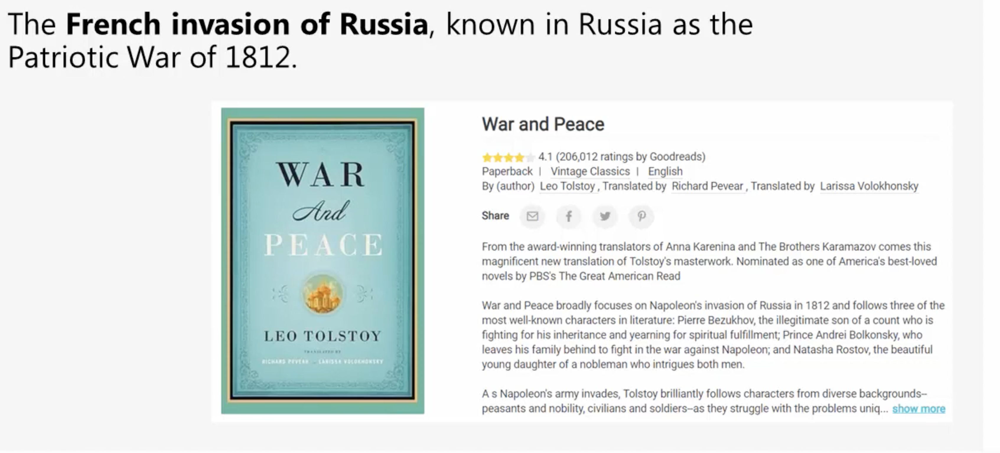 The French invasion of Russia, known in Russia as the
Patriotic War of 1812.
WAR
And
PEACE
LEO TOLSTOY
TRANSLATED BY
RICHARD PEVEAR LARISSA VOLOKHONSKY
War and Peace
4.1 (206,012 ratings by Goodreads)
Paperback | Vintage Classics | English
By (author) Leo Tolstoy , Translated by Richard Pevear , Translated by Larissa Volokhonsky
Share
From the award-winning translators of Anna Karenina and The Brothers Karamazov comes this
magnificent new translation of Tolstoy's masterwork. Nominated as one of America's best-loved
novels by PBS's The Great American Read
War and Peace broadly focuses on Napoleon's invasion of Russia in 1812 and follows three of the
most well-known characters in literature: Pierre Bezukhov, the illegitimate son of a count who is
fighting for his inheritance and yearning for spiritual fulfillment; Prince Andrei Bolkonsky, who
leaves his family behind to fight in the war against Napoleon; and Natasha Rostov, the beautiful
young daughter of a nobleman who intrigues both men.
A s Napoleon's army invades, Tolstoy brilliantly follows characters from diverse backgrounds--
peasants and nobility, civilians and soldiers--as they struggle with the problems uniq... show more